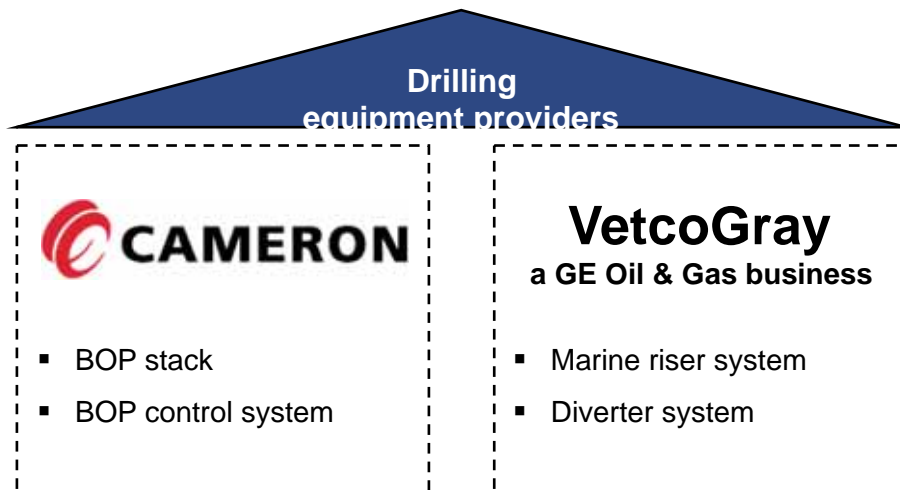 Drilling
equipment providers
CAMERON
▪ BOP stack
▪ BOP control system
VetcoGray
a GE Oil & Gas business
▪ Marine riser system
▪ Diverter system